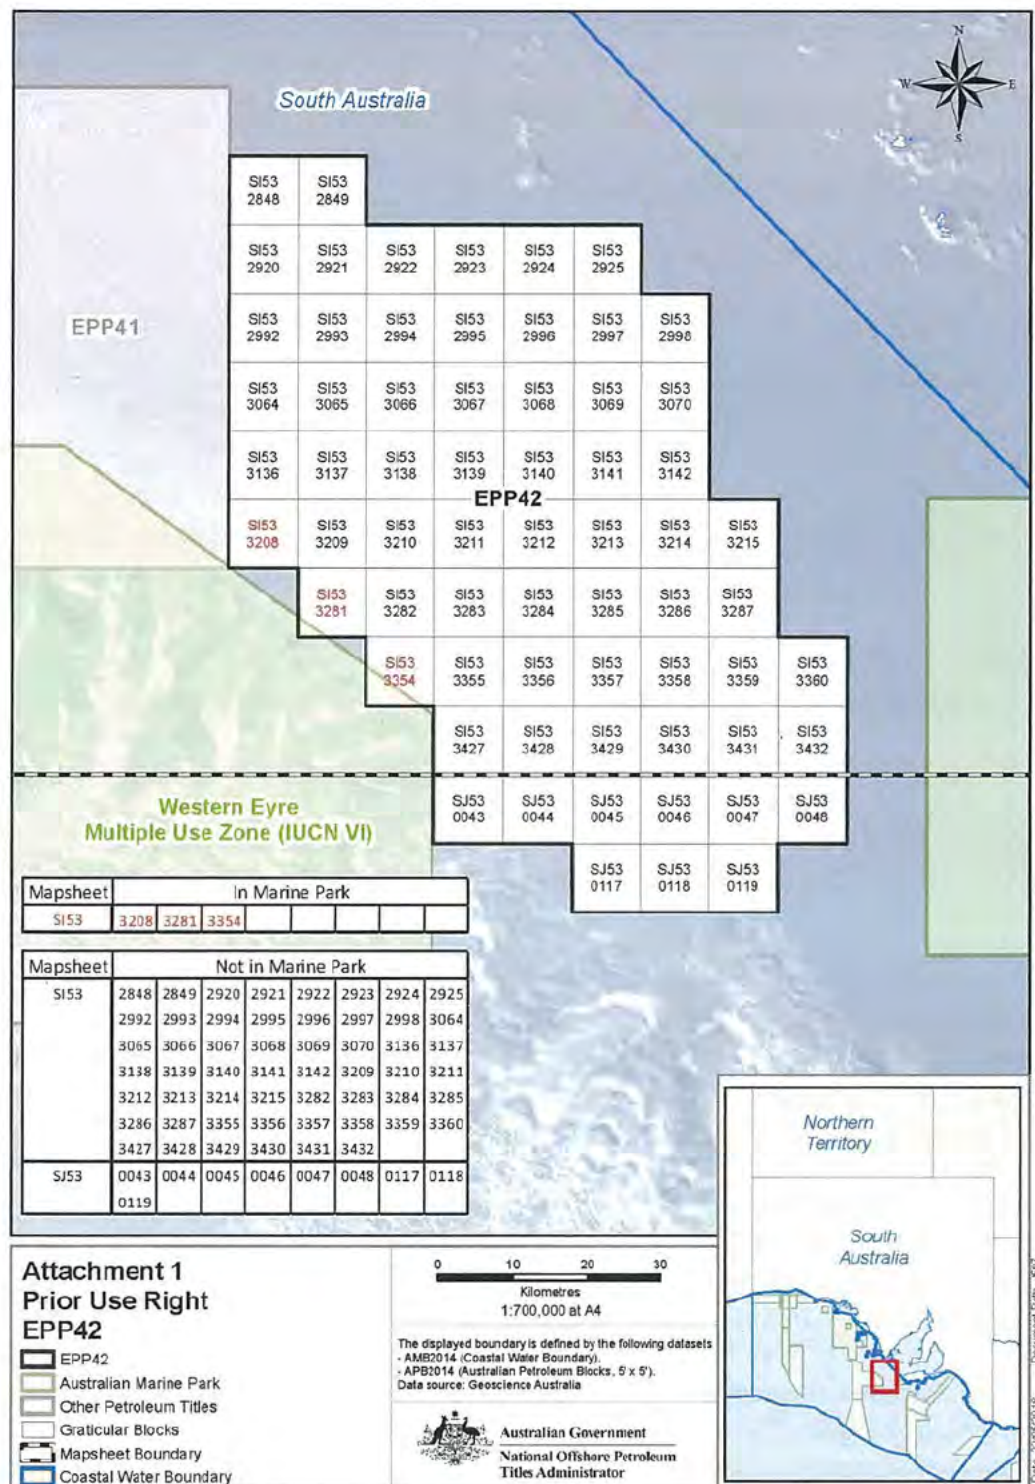 N
W
E
S
South Australia
SI53 SI53
2848 2849
SI53 SI53 SI53 SI53 SI53 SI53
2920 2921 2922 2923 2924 2925
EPP41
SI53 SI53 SI53 SI53 SI53 SI53 SI53
2992 2993 2994 2995 2996 2997 2998
SI53 SI53 SI53 SI53 SI53 SI53 SI53
3064 3065 3066 3067 3068 3069 3070
SI53 SI53 SI53 SI53 SI53 SI53 SI53
3136 3137 3138 3139 3140 3141 3142
EPP42
SI53 SI53 SI53 SI53 SI53 SI53 SI53 SI53
3208 3209 3210 3211 3212 3213 3214 3215
SI53 SI53 SI53 SI53 SI53 SI53 SI53
3281 3282 3283 3284 3285 3286 3287
SI53 SI53 SI53 SI53 SI53 SI53 SI53
3354 3355 3356 3357 3358 3359 3360
SI53 SI53 SI53 SI53 SI53 SI53
3427 3428 3429 3430 3431 3432
SJ53 SJ53 SJ53 SJ53 SJ53 SJ53
0043 0044 0045 0046 0047 0048
SJ53 SJ53 SJ53
0117 0118 0119
Western Eyre
Multiple Use Zone (IUCN VI)
Mapsheet In Marine Park
SI53 3208 3281 3354
Mapsheet Not in Marine Park
SI53 2848 2849 2920 2921 2922 2923 2924 2925
2992 2993 2994 2995 2996 2997 2998 3064
3065 3066 3067 3068 3069 3070 3136 3137
3138 3139 3140 3141 3142 3209 3210 3211
3212 3213 3214 3215 3282 3283 3284 3285
3286 3287 3355 3356 3357 3358 3359 3360
3427 3428 3429 3430 3431 3432
SJ53 0043 0044 0045 0046 0047 0048 0117 0118
0119
Northern
Territory
South
Australia
Attachment 1
Prior Use Right
EPP42
EPP42
Australian Marine Park
Other Petroleum Titles
Graticular Blocks
Mapsheet Boundary
Coastal Water Boundary
0 10 20 30
Kilometres
1:700,000 at A4
The displayed boundary is defined by the following datasets
- AMB2014 (Coastal Water Boundary).
- APB2014 (Australian Petroleum Blocks, 5' x 5').
Data source: Geoscience Australia
Australian Government
National Offshore Petroleum
Titles Administrator